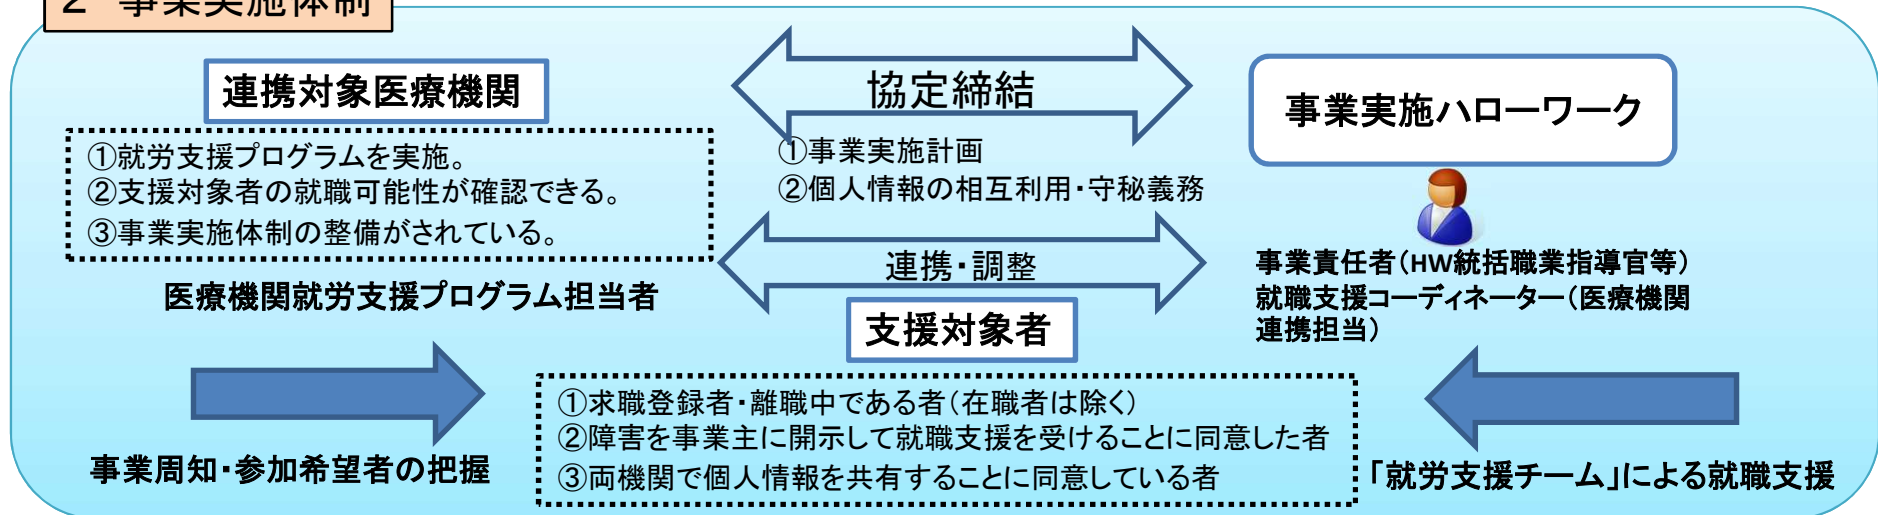 2 事業実施体制
連携対象医療機関
①就労支援プログラムを実施。
②支援対象者の就職可能性が確認できる。
③事業実施体制の整備がされている。
医療機関就労支援プログラム担当者
協定締結
①事業実施計画
②個人情報の相互利用・守秘義務
連携・調整
事業実施ハローワーク
事業責任者（HW統括職業指導官等）
就職支援コーディネーター（医療機関
連携担当）
支援対象者
①求職登録者・離職中である者（在職者は除く）
②障害を事業主に開示して就職支援を受けることに同意した者
③両機関で個人情報を共有することに同意している者
事業周知・参加希望者の把握
「就労支援チーム」による就職支援